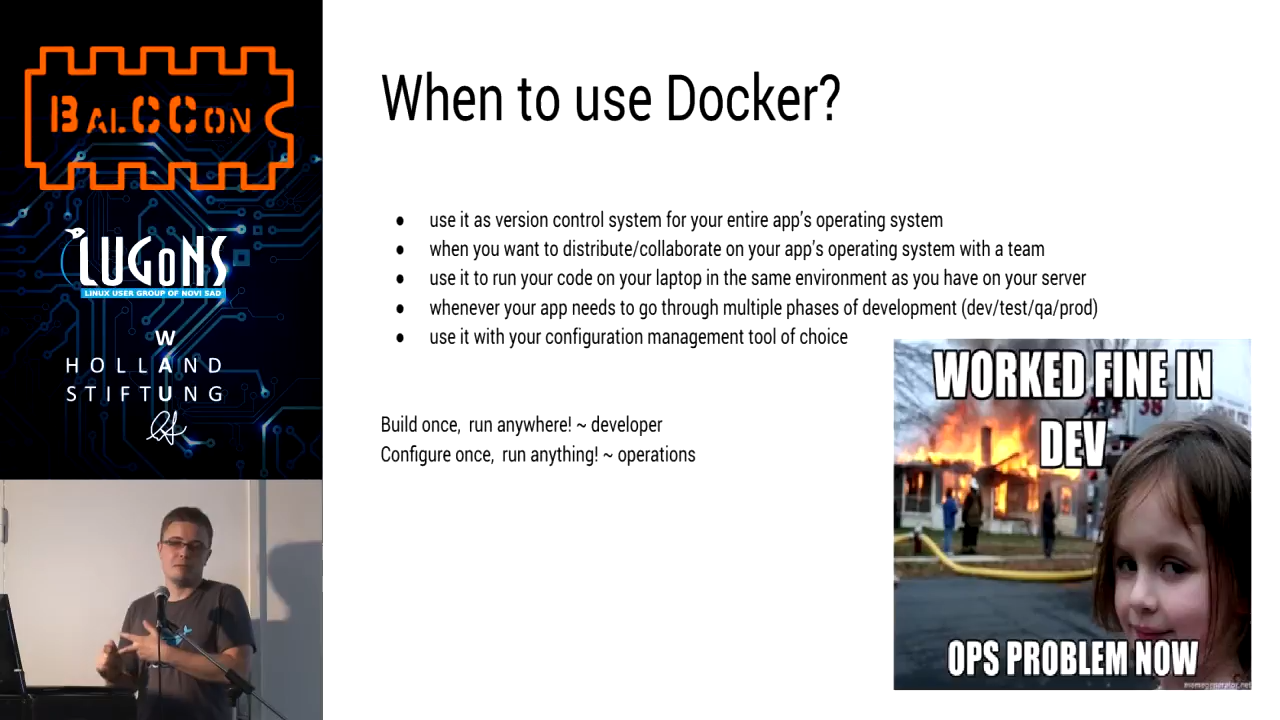 BALCCON
LUGoNS
LINUX USER GROUP OF NOVI SAD
W
HOLLAND
STIFTUNG
When to use Docker?
● use it as version control system for your entire app's operating system
● when you want to distribute/collaborate on your app's operating system with a team
● use it to run your code on your laptop in the same environment as you have on your server
● whenever your app needs to go through multiple phases of development (dev/test/qa/prod)
● use it with your configuration management tool of choice
Build once, run anywhere! ~ developer
Configure once, run anything! ~ operations
WORKED FINE IN
DEV
38
OPS PROBLEM NOW
memegenerator.net